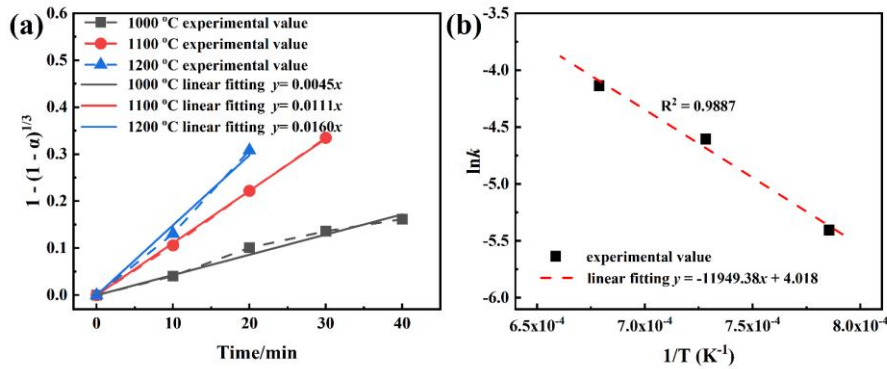 (a)
1000 °C experimental value
1100 °C experimental value
1200 °C experimental value
1000 °C linear fitting y= 0.0045x
1100 °C linear fitting y= 0.0111x
1200 °C linear fitting y= 0.0160x
1 - (1 - α)^1/3
0.6
0.5
0.4
0.3
0.2
0.1
0.0
0
10
20
30
40
Time/min
(b)
-3.5
-4.0
-4.5
-5.0
-5.5
-6.0
lnk
R² = 0.9887
experimental value
linear fitting y = -11949.38x + 4.018
6.5x10⁻⁴
7.0x10⁻⁴
7.5x10⁻⁴
8.0x10⁻⁴
1/T (K⁻¹)